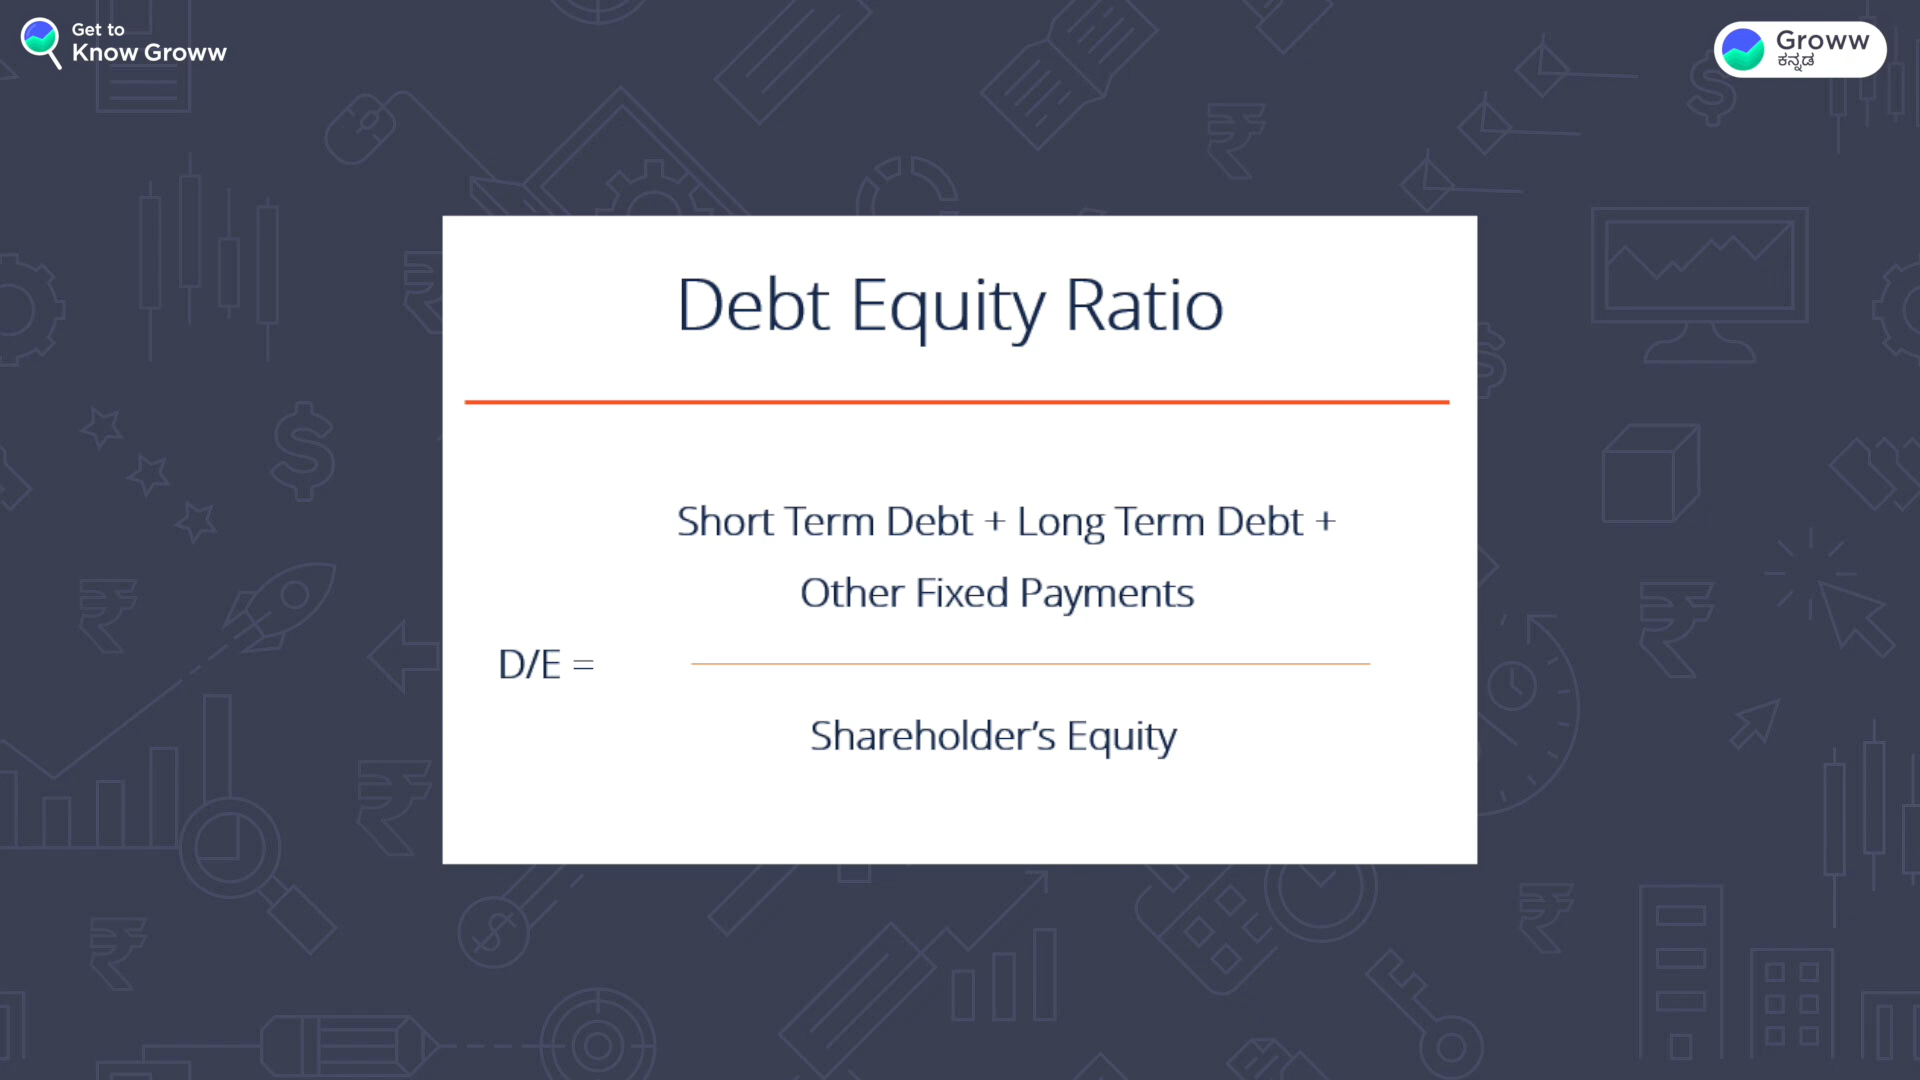 Get to
Know Groww
Groww
ಕನ್ನಡ
Debt Equity Ratio
Short Term Debt + Long Term Debt +
Other Fixed Payments
D/E =
Shareholder’s Equity